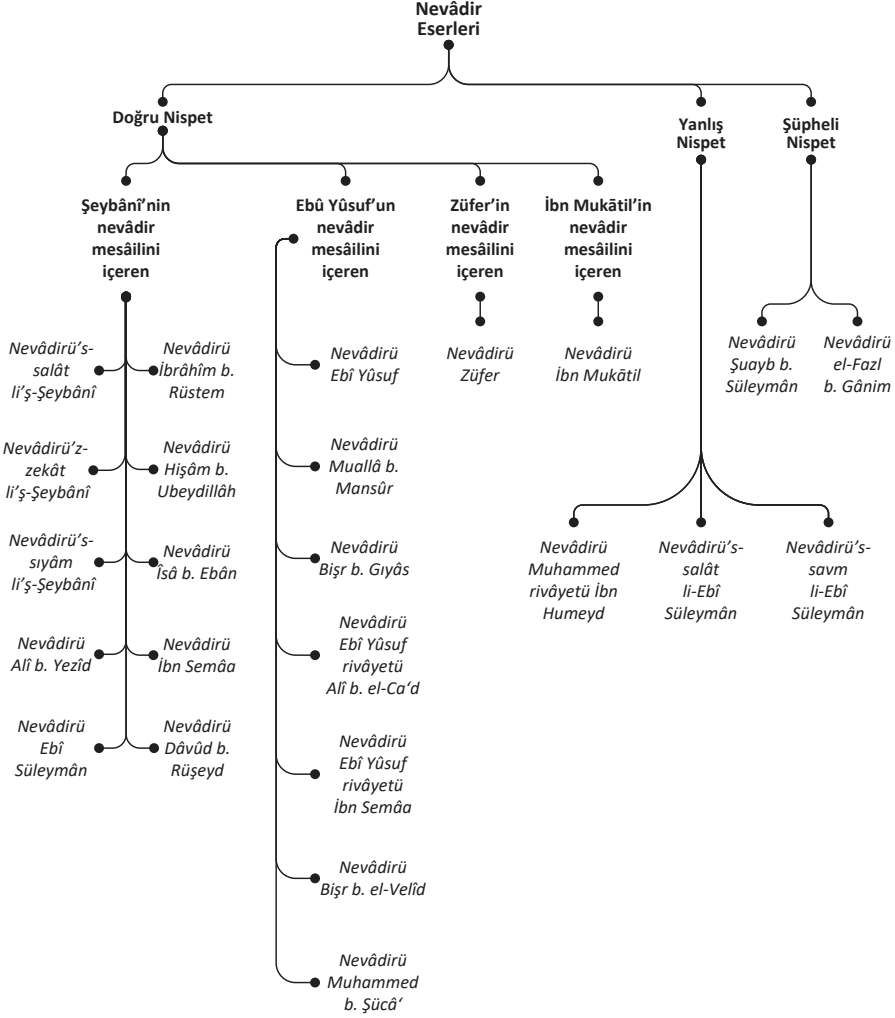 Nevâdir
Eserleri
Doğru Nispet
Yanlış
Nispet
Şüpheli
Nispet
Şeybânî’nin
nevâdir
mesâilini
içeren
Ebû Yûsuf’un
nevâdir
mesâilini
içeren
Züfer’in
nevâdir
mesâilini
içeren
İbn Mukātil’in
nevâdir
mesâilini
içeren
Nevâdirü’s-
salât
li’ş-Şeybânî
Nevâdirü
İbrâhîm b.
Rüstem
Nevâdirü’z-
zekât
li’ş-Şeybânî
Nevâdirü
Hişâm b.
Ubeydillâh
Nevâdirü’s-
sıyâm
li’ş-Şeybânî
Nevâdirü
Îsâ b. Ebân
Nevâdirü
Alî b. Yezîd
Nevâdirü
İbn Semâa
Nevâdirü
Ebî
Süleymân
Nevâdirü
Dâvûd b.
Rüşeyd
Nevâdirü
Ebî Yûsuf
Nevâdirü
Muallâ b.
Mansûr
Nevâdirü
Bişr b. Gıyâs
Nevâdirü
Ebî Yûsuf
rivâyetü
Alî b. el-Ca‘d
Nevâdirü
Ebî Yûsuf
rivâyetü
İbn Semâa
Nevâdirü
Bişr b. el-Velîd
Nevâdirü
Muhammed
b. Şücâ‘
Nevâdirü
Züfer
Nevâdirü
İbn Mukātil
Nevâdirü
Muhammed
rivâyetü İbn
Humeyd
Nevâdirü’s-
salât
li-Ebî
Süleymân
Nevâdirü’s-
savm
li-Ebî
Süleymân
Nevâdirü
Şuayb b.
Süleymân
Nevâdirü
el-Fazl
b. Gânim